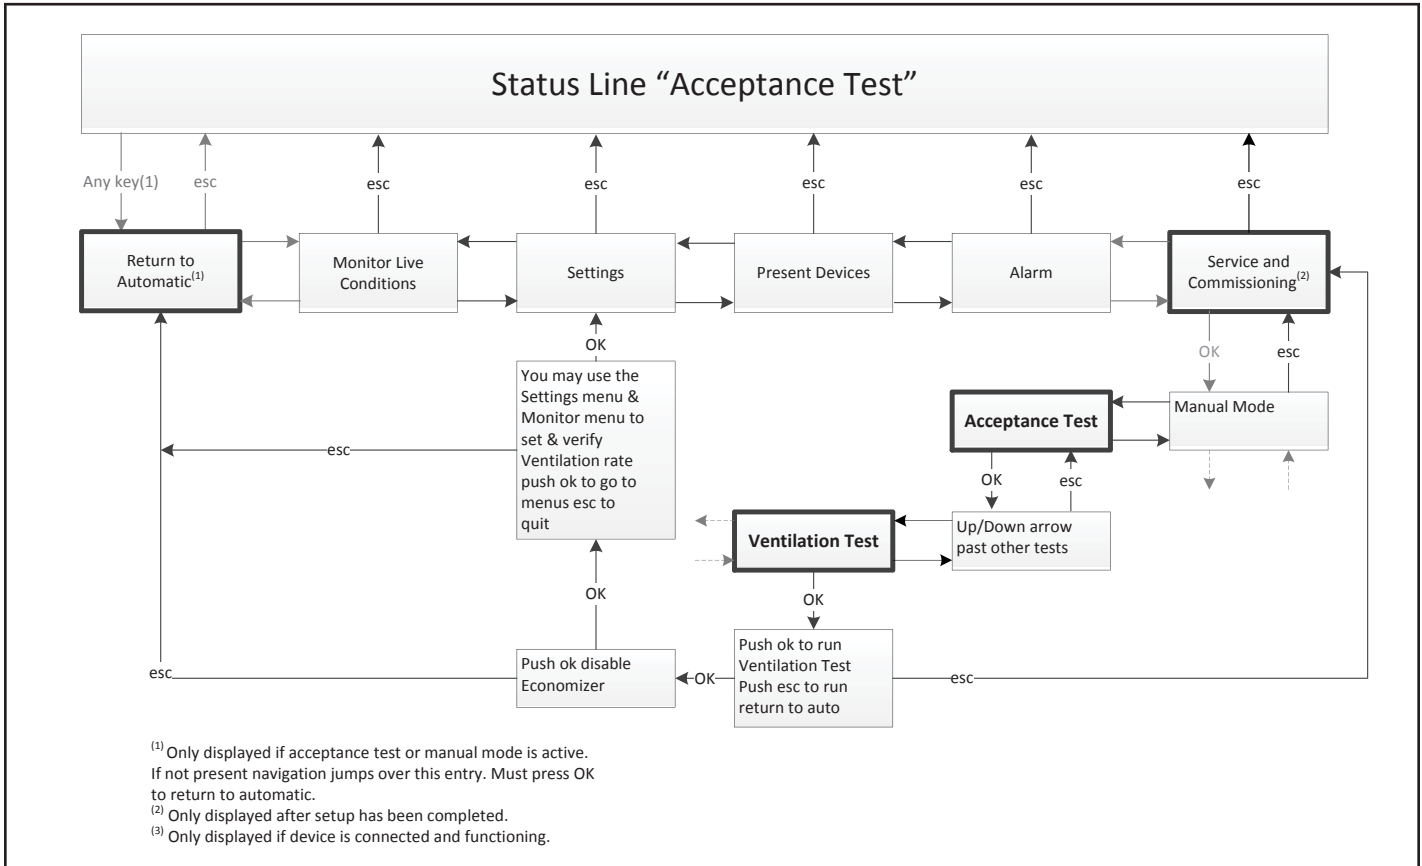 Status Line “Acceptance Test”
Any key(1)
esc
esc
esc
esc
esc
esc
Return to
Automatic(1)
Monitor Live
Conditions
Settings
Present Devices
Alarm
Service and
Commissioning(2)
OK
OK
esc
You may use the
Settings menu &
Monitor menu to
set & verify
Ventilation rate
push ok to go to
menus esc to
quit
esc
Acceptance Test
Manual Mode
OK
esc
Ventilation Test
Up/Down arrow
past other tests
OK
OK
Push ok disable
Economizer
esc
OK
Push ok to run
Ventilation Test
Push esc to run
return to auto
esc
(1) Only displayed if acceptance test or manual mode is active.
If not present navigation jumps over this entry. Must press OK
to return to automatic.
(2) Only displayed after setup has been completed.
(3) Only displayed if device is connected and functioning.